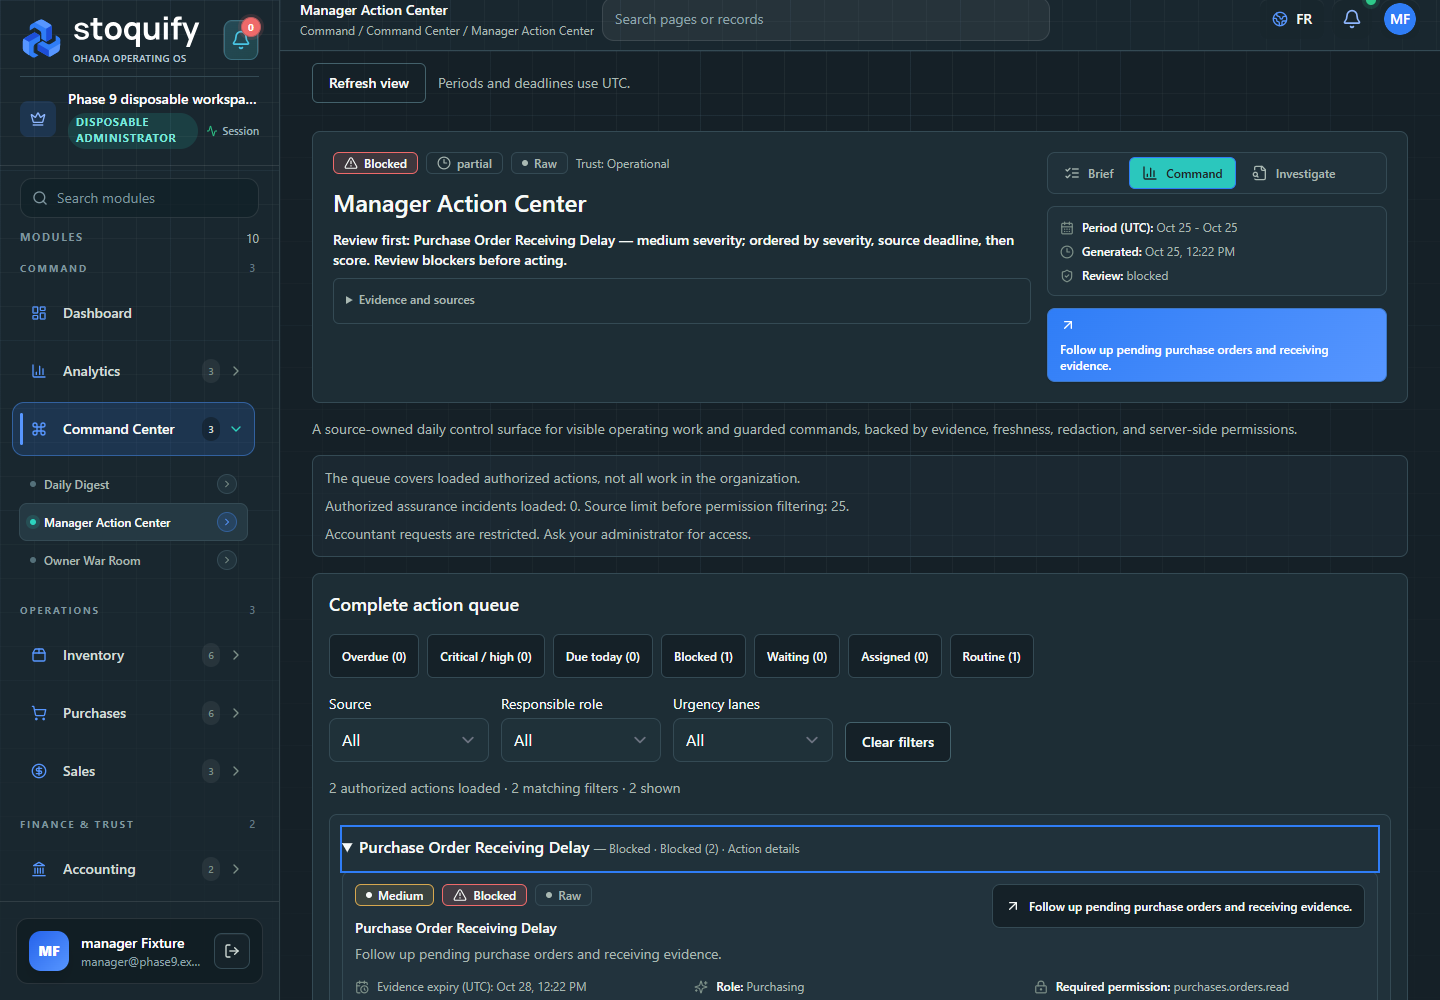 stoquify
OHADA OPERATING OS
0
Phase 9 disposable workspa...
DISPOSABLE
ADMINISTRATOR
Session
Search modules
MODULES 10
COMMAND 3
Dashboard
Analytics 3
Command Center 3
Daily Digest
Manager Action Center
Owner War Room
OPERATIONS 3
Inventory 6
Purchases 6
Sales 3
FINANCE & TRUST 2
Accounting 2
MF
manager Fixture
manager@phase9.ex...
Manager Action Center
Command / Command Center / Manager Action Center
Search pages or records
FR
MF
Refresh view
Periods and deadlines use UTC.
Blocked
partial
Raw
Trust: Operational
Manager Action Center
Review first: Purchase Order Receiving Delay — medium severity; ordered by severity, source deadline, then
score. Review blockers before acting.
Evidence and sources
Brief
Command
Investigate
Period (UTC): Oct 25 - Oct 25
Generated: Oct 25, 12:22 PM
Review: blocked
Follow up pending purchase orders and receiving
evidence.
A source-owned daily control surface for visible operating work and guarded commands, backed by evidence, freshness, redaction, and server-side permissions.
The queue covers loaded authorized actions, not all work in the organization.
Authorized assurance incidents loaded: 0. Source limit before permission filtering: 25.
Accountant requests are restricted. Ask your administrator for access.
Complete action queue
Overdue (0)
Critical / high (0)
Due today (0)
Blocked (1)
Waiting (0)
Assigned (0)
Routine (1)
Source
Responsible role
Urgency lanes
All
All
All
Clear filters
2 authorized actions loaded · 2 matching filters · 2 shown
Purchase Order Receiving Delay — Blocked · Blocked (2) · Action details
Medium
Blocked
Raw
Follow up pending purchase orders and receiving evidence.
Purchase Order Receiving Delay
Follow up pending purchase orders and receiving evidence.
Evidence expiry (UTC): Oct 28, 12:22 PM
Role: Purchasing
Required permission: purchases.orders.read